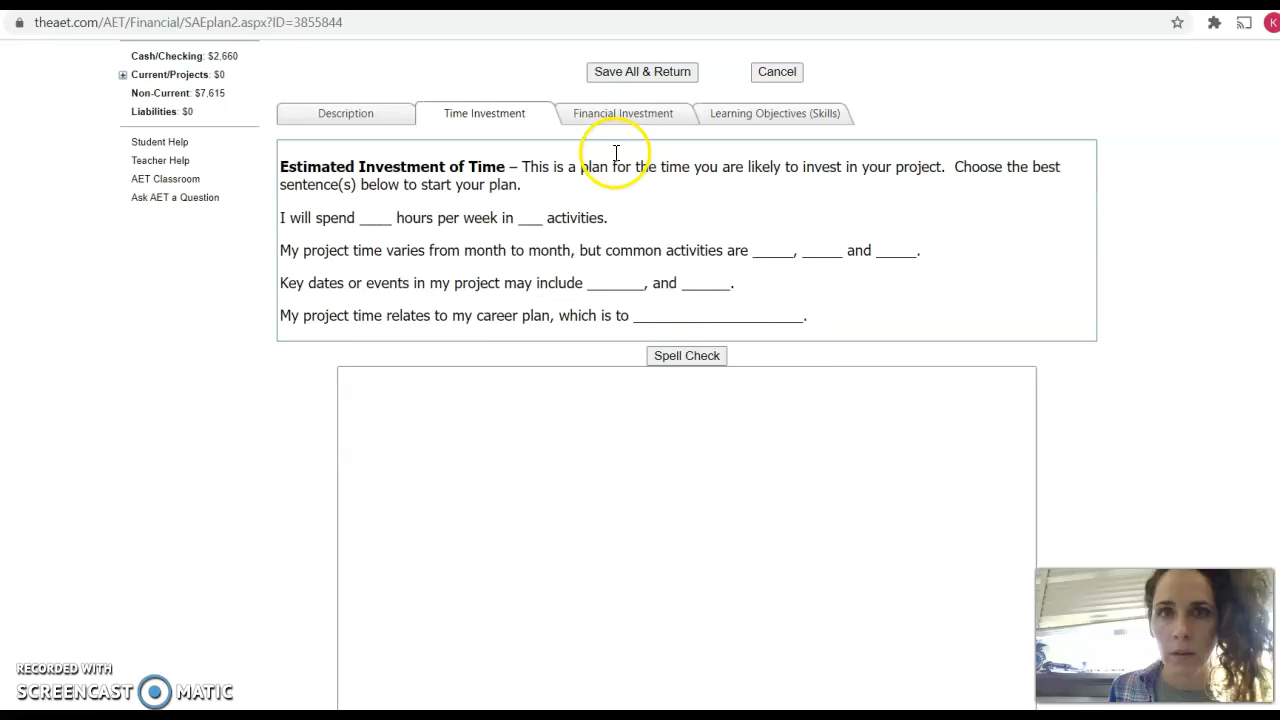 theaet.com/AET/Financial/SAEplan2.aspx?ID=3855844
K
Cash/Checking: $2,660
Current/Projects: $0
Non-Current: $7,615
Liabilities: $0
Student Help
Teacher Help
AET Classroom
Ask AET a Question
Save All & Return
Cancel
Description
Time Investment
Financial Investment
Learning Objectives (Skills)
Estimated Investment of Time – This is a plan for the time you are likely to invest in your project. Choose the best
sentence(s) below to start your plan.
I will spend ____ hours per week in ___ activities.
My project time varies from month to month, but common activities are _____, _____ and _____.
Key dates or events in my project may include _______, and ______.
My project time relates to my career plan, which is to _____________________.
Spell Check
RECORDED WITH
SCREENCAST MATIC